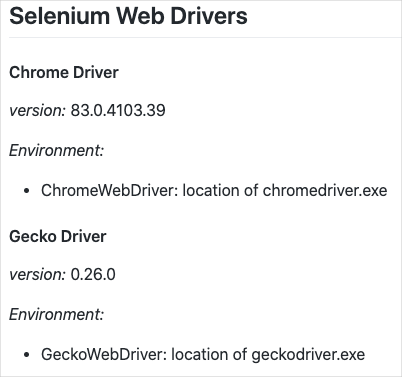 Selenium Web Drivers
Chrome Driver
version: 83.0.4103.39
Environment:
• ChromeWebDriver: location of chromedriver.exe
Gecko Driver
version: 0.26.0
Environment:
• GeckoWebDriver: location of geckodriver.exe